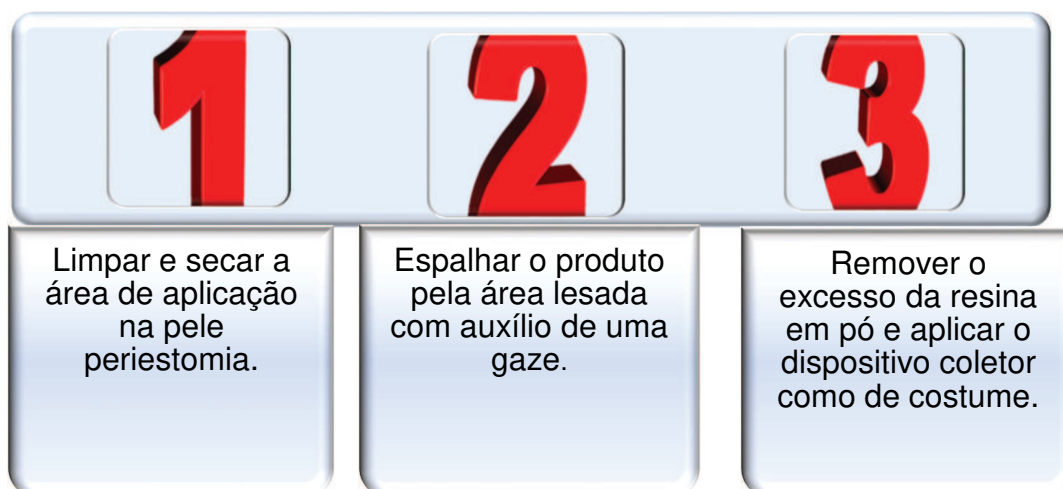 1
2
3
Limpar e secar a
área de aplicação
na pele
periestomia.
Espalhar o produto
pela área lesada
com auxílio de uma
gaze.
Remover o
excesso da resina
em pó e aplicar o
dispositivo coletor
como de costume.